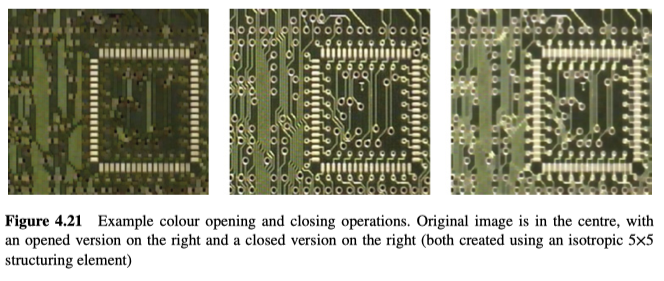 Figure 4.21 Example colour opening and closing operations. Original image is in the centre, with
an opened version on the right and a closed version on the right (both created using an isotropic 5×5
structuring element)